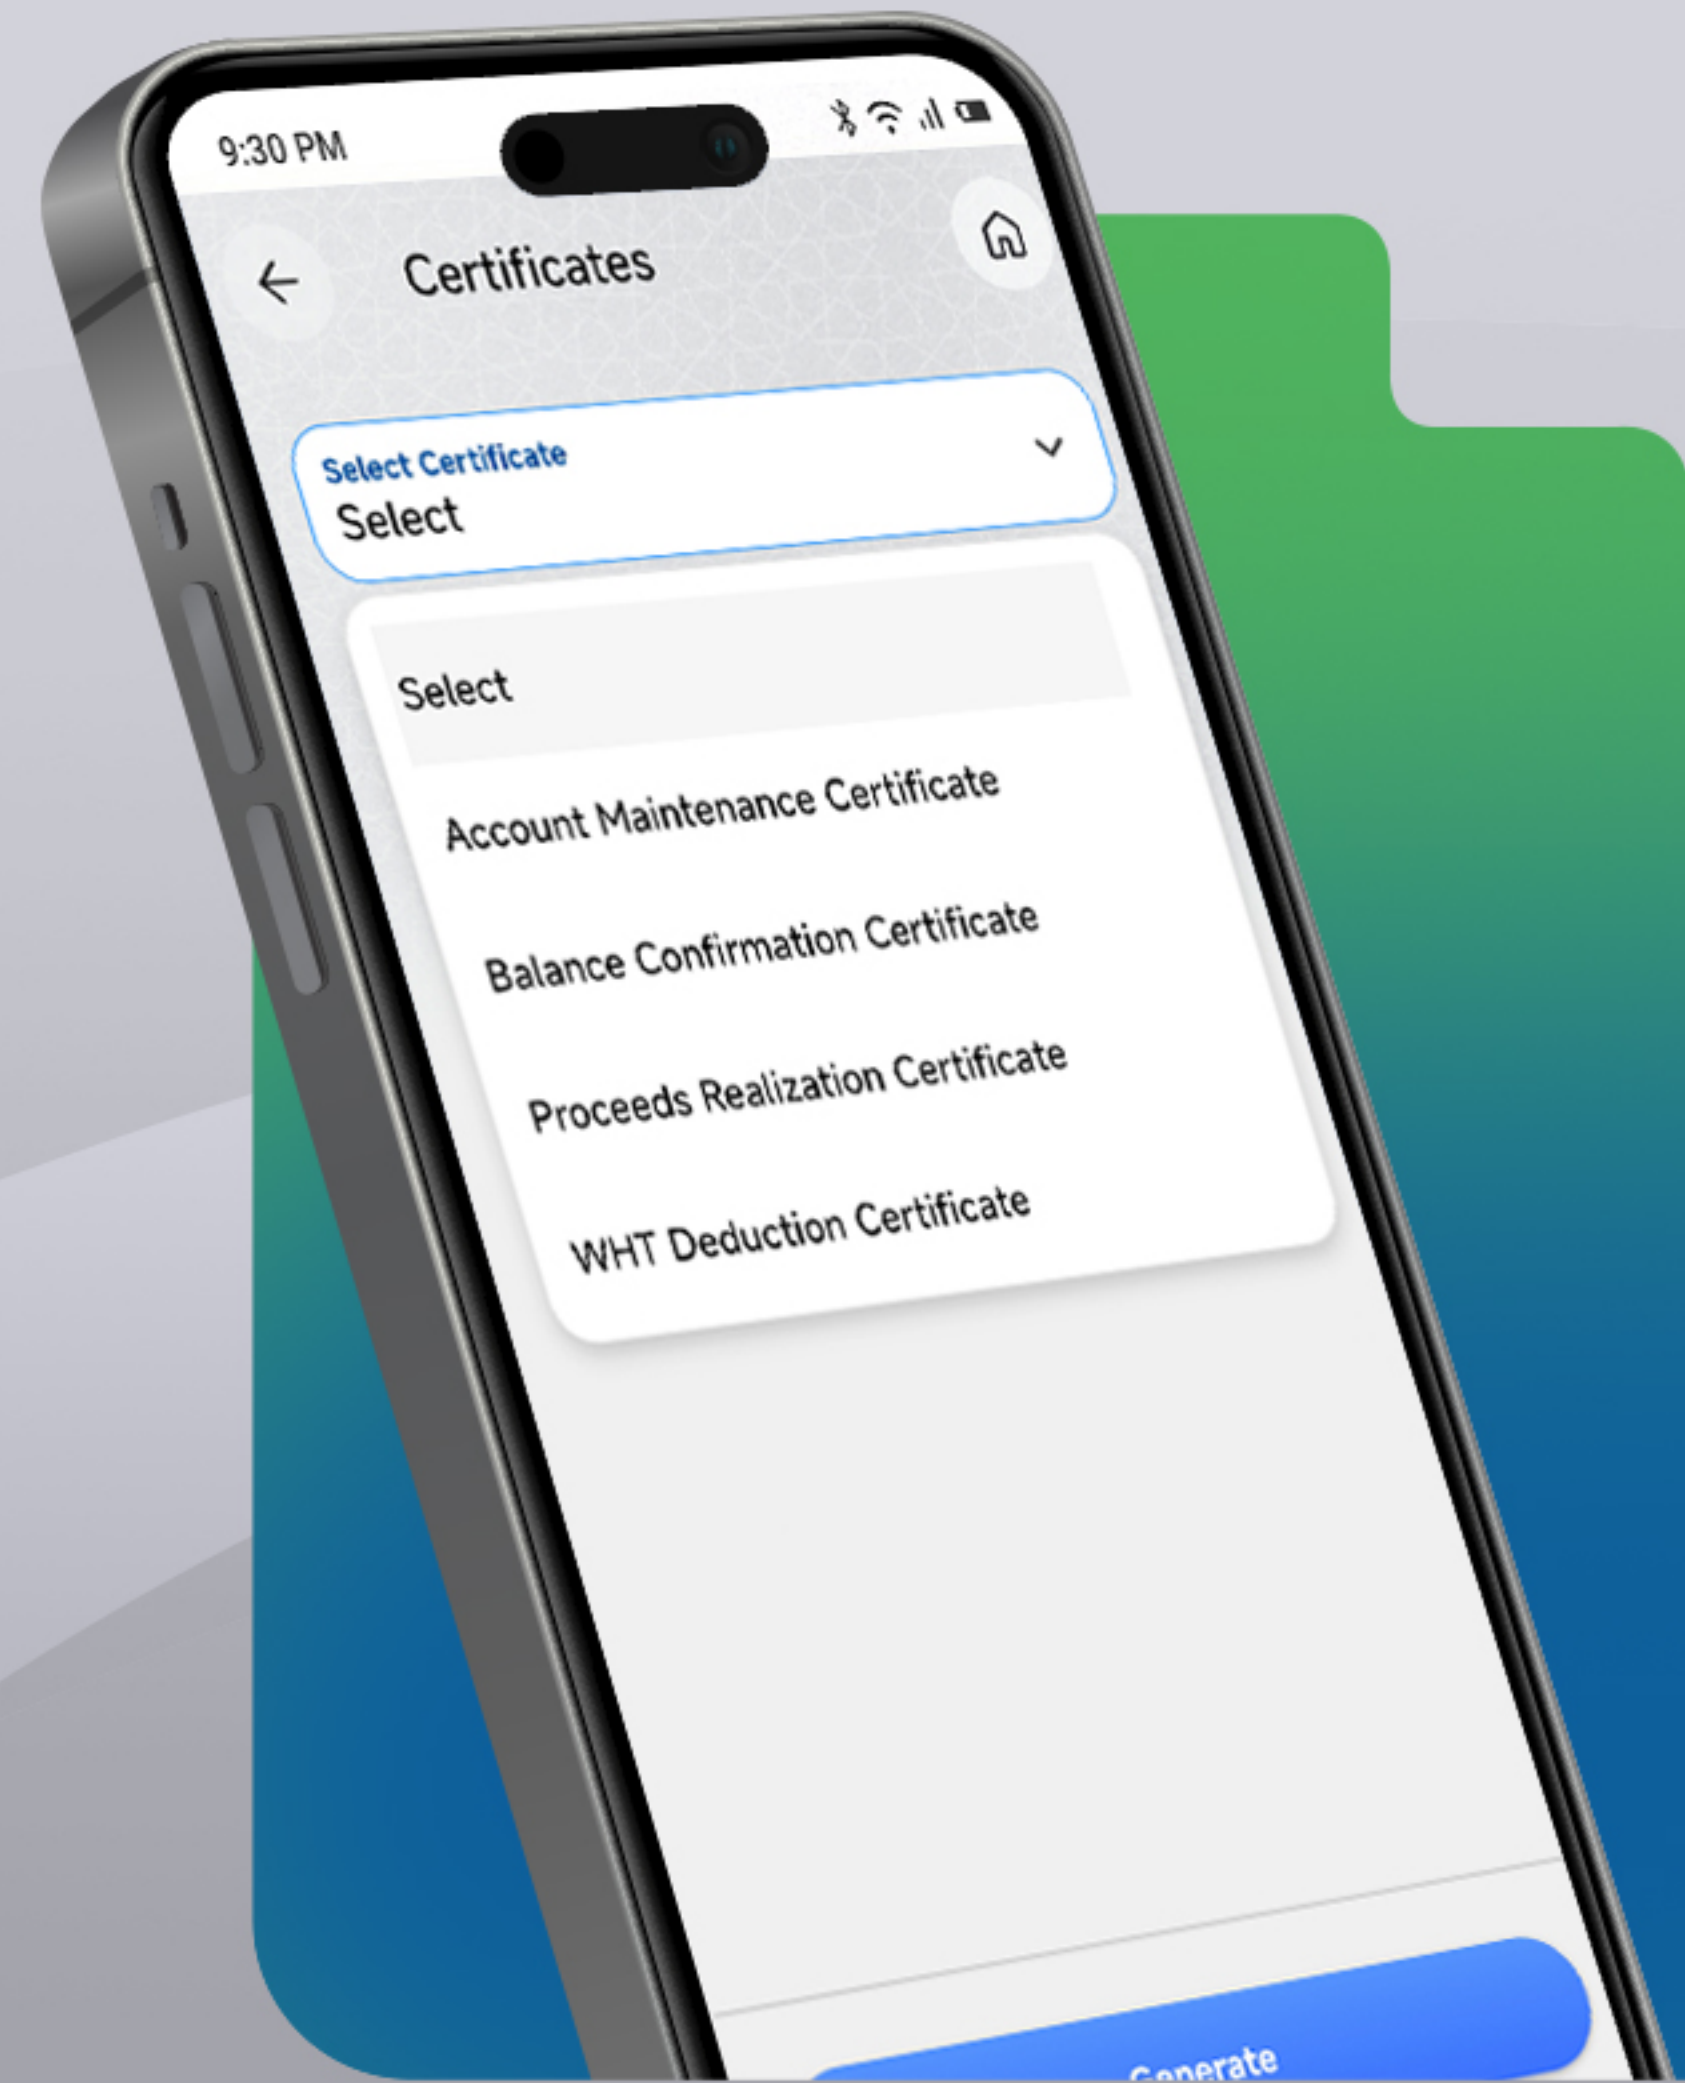 9:30 PM
Certificates
Select Certificate
Select
Select
Account Maintenance Certificate
Balance Confirmation Certificate
Proceeds Realization Certificate
WHT Deduction Certificate
Generate